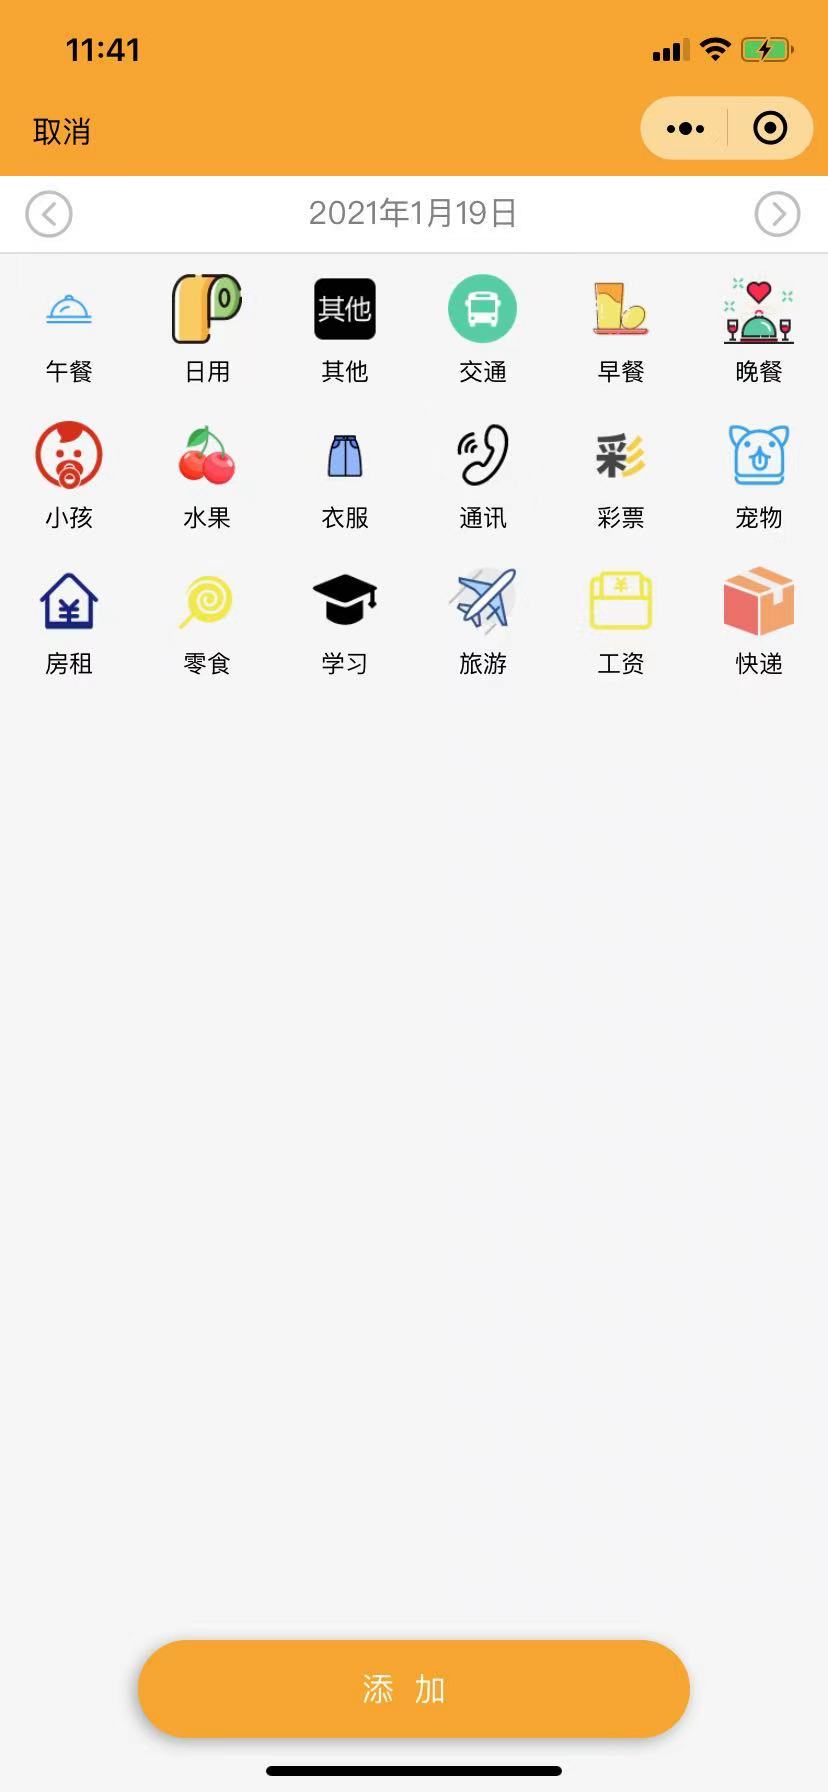 11:41
取消
2021年1月19日
其他
午餐 日用 其他 交通 早餐 晚餐
彩
小孩 水果 衣服 通讯 彩票 宠物
¥ ¥
房租 零食 学习 旅游 工资 快递
添 加